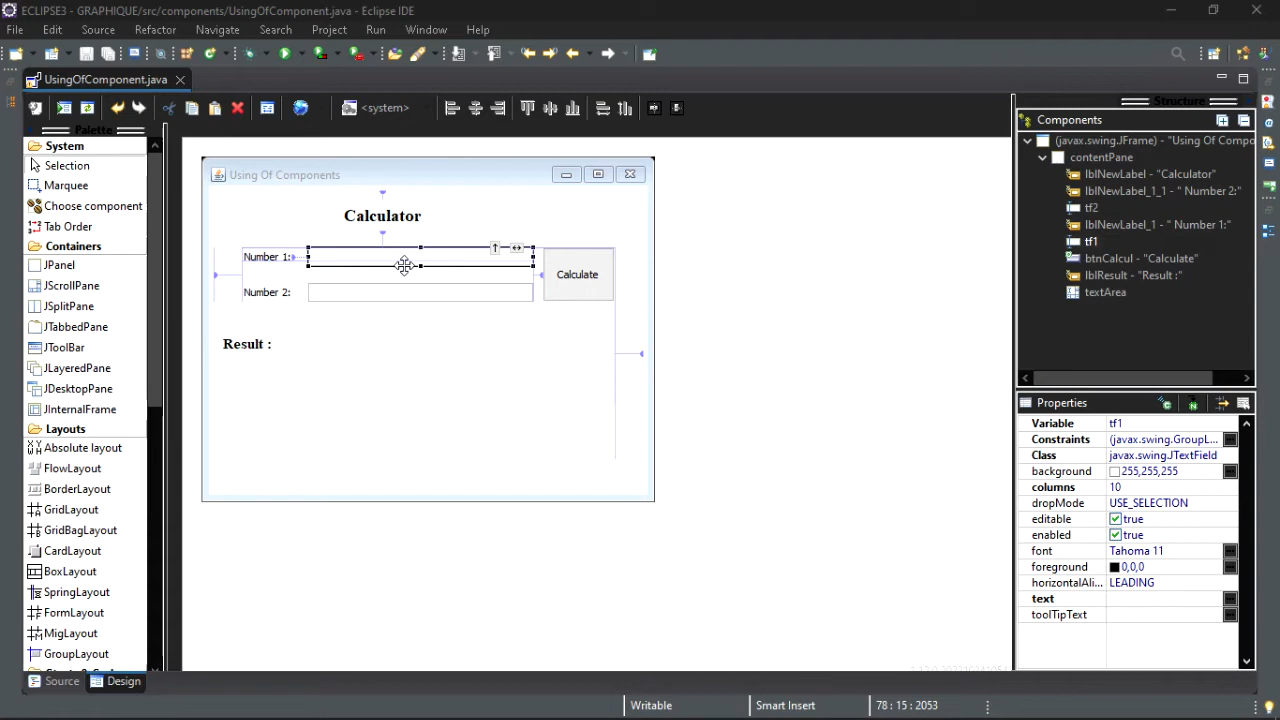 ECLIPSE3 - GRAPHIQUE/src/components/UsingOfComponent.java - Eclipse IDE
File Edit Source Refactor Navigate Search Project Run Window Help
UsingOfComponent.java
<system>
Palette
System
Selection
Marquee
Choose component
Tab Order
Containers
JPanel
JScrollPane
JSplitPane
JTabbedPane
JToolBar
JLayeredPane
JDesktopPane
JInternalFrame
Layouts
Absolute layout
FlowLayout
BorderLayout
GridLayout
GridBagLayout
CardLayout
BoxLayout
SpringLayout
FormLayout
MigLayout
GroupLayout
Using Of Components
Calculator
Number 1:
Number 2:
Calculate
Result :
Structure
Components
(javax.swing.JFrame) - "Using Of Compo
contentPane
lblNewLabel - "Calculator"
lblNewLabel_1_1 - " Number 2:"
tf2
lblNewLabel_1 - " Number 1:"
tf1
btnCalcul - "Calculate"
lblResult - "Result :"
textArea
Properties
Variable tf1
Constraints (javax.swing.GroupL...
Class javax.swing.JTextField
background 255,255,255
columns 10
dropMode USE_SELECTION
editable true
enabled true
font Tahoma 11
foreground 0,0,0
horizontalAli... LEADING
text
toolTipText
Source Design
Writable Smart Insert 78 : 15 : 2053